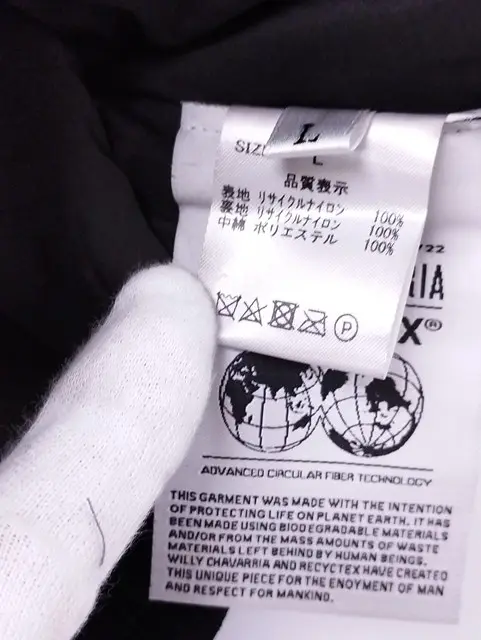 L
SIZ
L
品質表示
表地 リサイクルナイロン 100%
裏地 リサイクルナイロン 100%
中綿 ポリエステル 100%
P
22
RIA
X®
ADVANCED CIRCULAR FIBER TECHNOLOGY
THIS GARMENT WAS MADE WITH THE INTENTION
OF PROTECTING LIFE ON PLANET EARTH. IT HAS
BEEN MADE USING BIODEGRADABLE MATERIALS
AND/OR FROM THE MASS AMOUNTS OF WASTE
MATERIALS LEFT BEHIND BY HUMAN BEINGS.
WILLY CHAVARRIA AND RECYCTEX HAVE CREATED
THIS UNIQUE PIECE FOR THE ENOYMENT OF MAN
AND RESPECT FOR MANKIND.